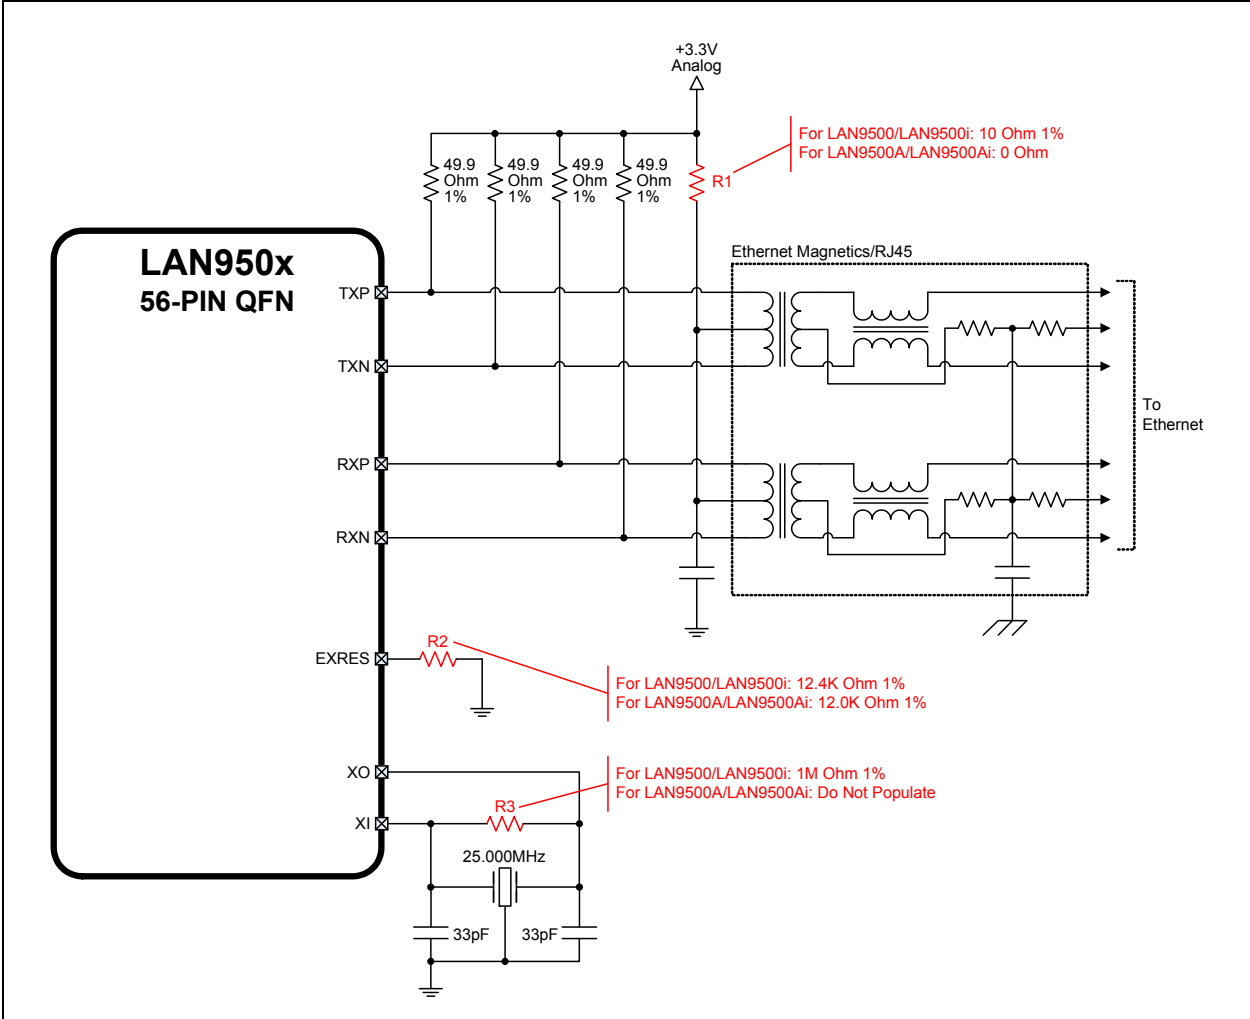 +3.3V
Analog
For LAN9500/LAN9500i: 10 Ohm 1%
For LAN9500A/LAN9500Ai: 0 Ohm
49.9
Ohm
1%
49.9
Ohm
1%
49.9
Ohm
1%
49.9
Ohm
1%
R1
Ethernet Magnetics/RJ45
LAN950x
56-PIN QFN
TXP
TXN
RXP
RXN
To
Ethernet
EXRES
R2
For LAN9500/LAN9500i: 12.4K Ohm 1%
For LAN9500A/LAN9500Ai: 12.0K Ohm 1%
XO
XI
R3
For LAN9500/LAN9500i: 1M Ohm 1%
For LAN9500A/LAN9500Ai: Do Not Populate
25.000MHz
33pF
33pF